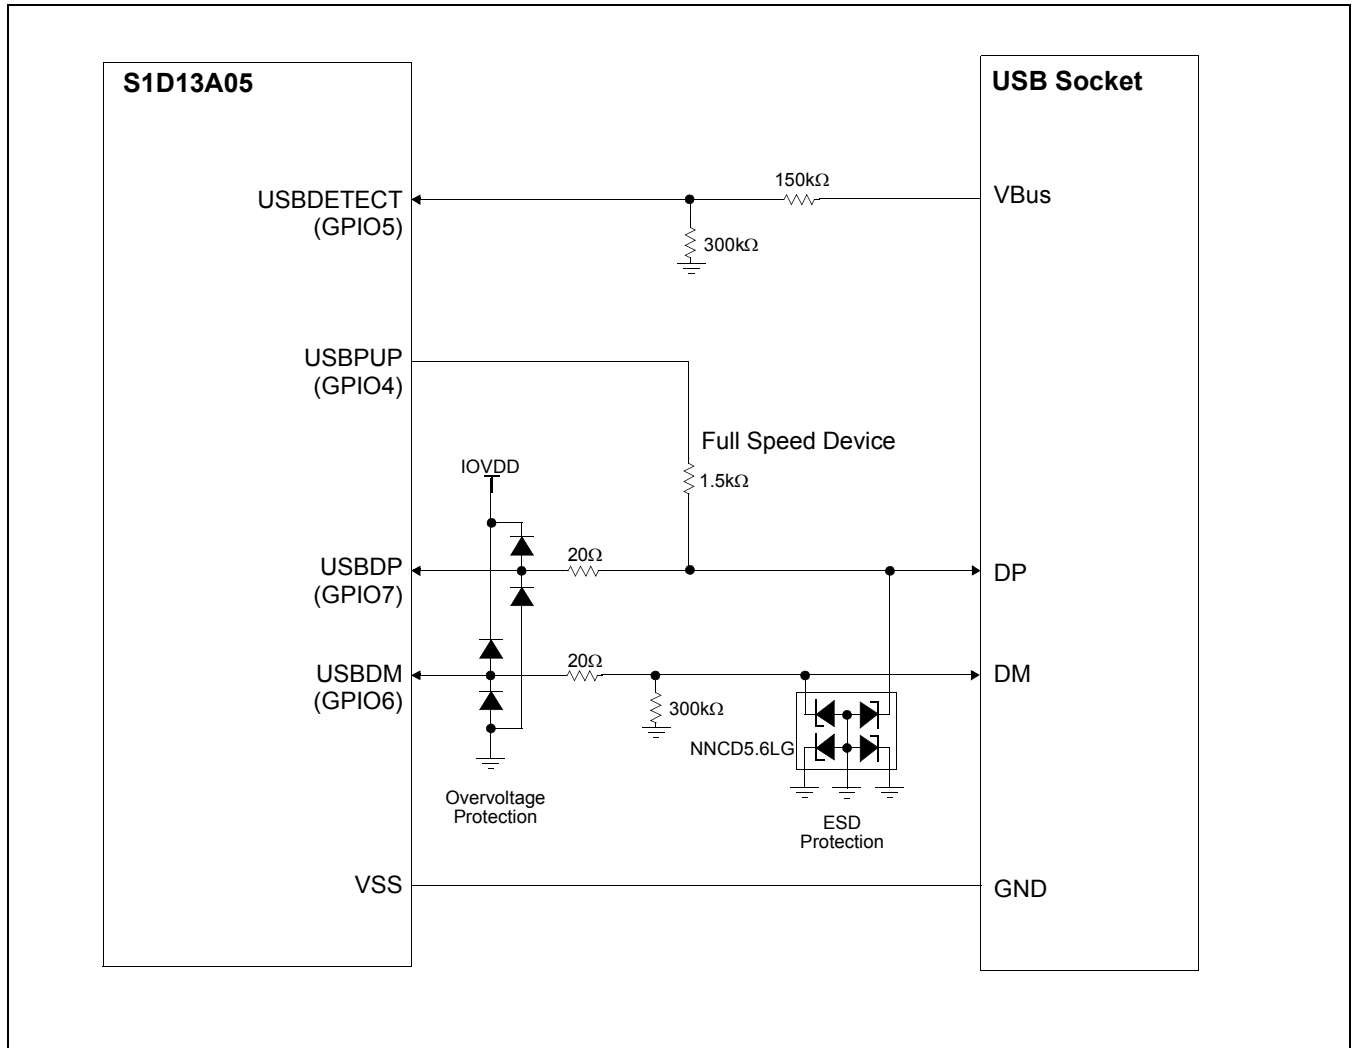 S1D13A05
USB Socket
150kΩ
USBDETECT
(GPIO5)
VBus
300kΩ
USBPUP
(GPIO4)
Full Speed Device
IOVDD
1.5kΩ
USBDP
(GPIO7)
20Ω
DP
USBDM
(GPIO6)
20Ω
DM
300kΩ
NNCD5.6LG
Overvoltage
Protection
ESD
Protection
VSS
GND